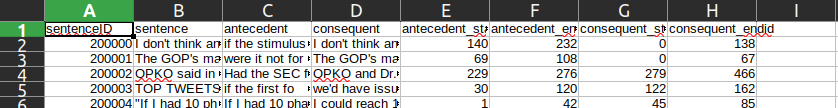 A B C D E F G H I
1 sentenceID sentence antecedent consequent antecedent_st antecedent_en consequent_st consequent_endid
2 200000 I don't think an if the stimulus I don't think an 140 232 0 138
3 200001 The GOP's ma were it not for The GOP's ma 69 108 0 67
4 200002 QPKO said in Had the SEC f QPKO and Dr. 229 276 279 466
5 200003 TOP TWEETS if the first fo we'd have issu 30 120 122 162
6 200004 "If I had 10 ph If I had 10 pha I could reach 1 1 42 45 85